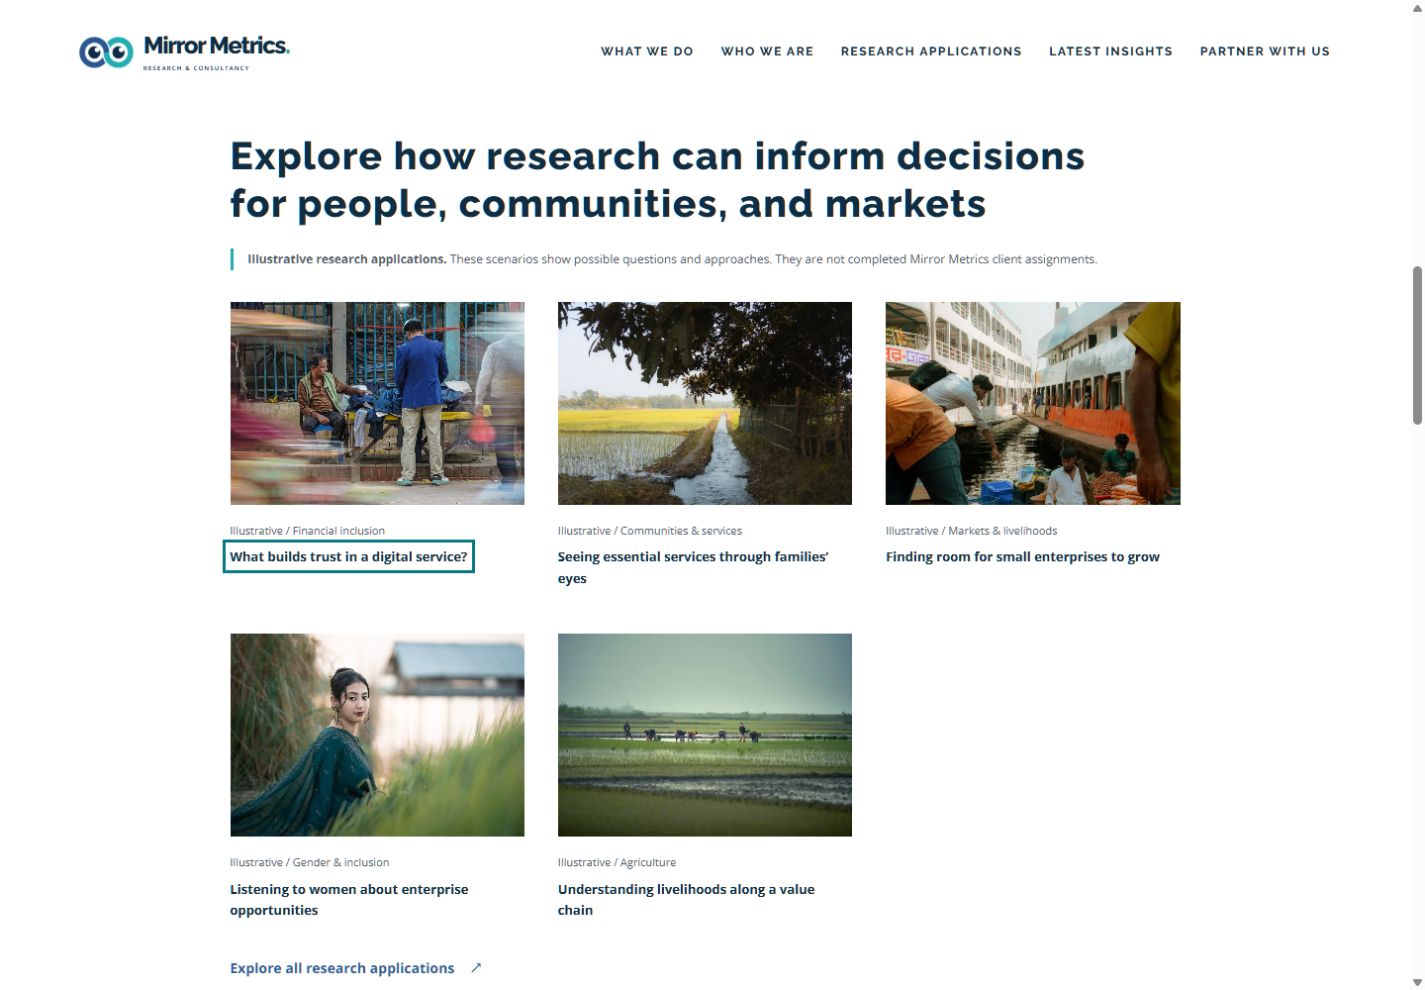 Mirror Metrics.
RESEARCH & CONSULTANCY
WHAT WE DO
WHO WE ARE
RESEARCH APPLICATIONS
LATEST INSIGHTS
PARTNER WITH US
Explore how research can inform decisions
for people, communities, and markets
Illustrative research applications. These scenarios show possible questions and approaches. They are not completed Mirror Metrics client assignments.
Illustrative / Financial inclusion
What builds trust in a digital service?
Illustrative / Communities & services
Seeing essential services through families’
eyes
Illustrative / Markets & livelihoods
Finding room for small enterprises to grow
Illustrative / Gender & inclusion
Listening to women about enterprise
opportunities
Illustrative / Agriculture
Understanding livelihoods along a value
chain
Explore all research applications